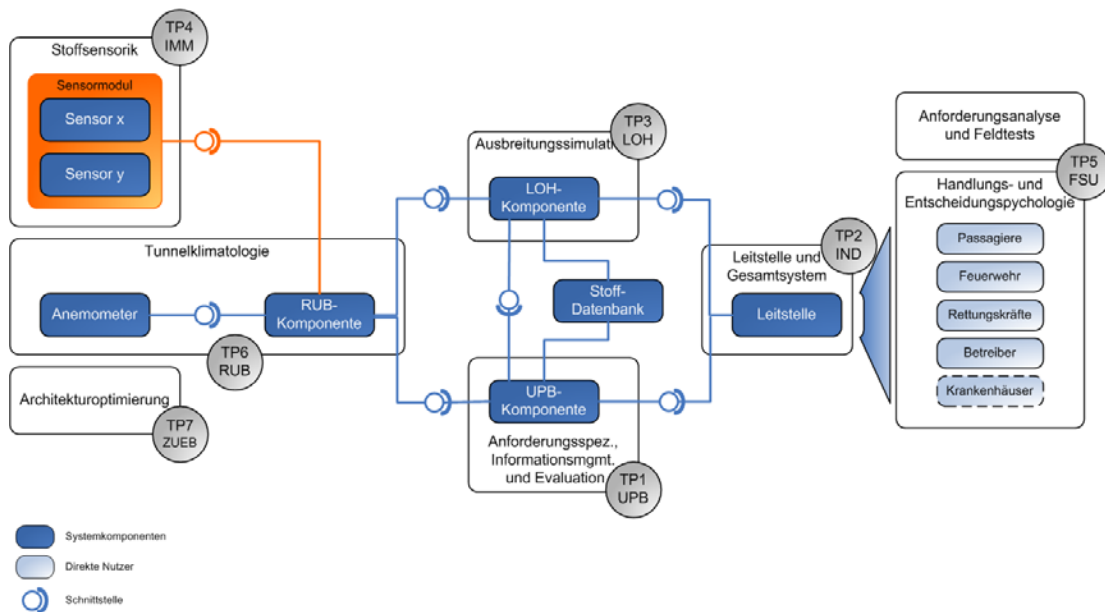 TP4
IMM
Stoffsensorik
Sensormodul
Sensor x
Sensor y
Tunnelklimatologie
Anemometer
RUB-
Komponente
TP6
RUB
Architekturoptimierung
TP7
ZUEB
TP3
LOH
Ausbreitungssimulati
LOH-
Komponente
Stoff-
Datenbank
UPB-
Komponente
Anforderungsspez.,
Informationsmgmt.
und Evaluation
TP1
UPB
TP2
IND
Leitstelle und
Gesamtsystem
Leitstelle
Anforderungsanalyse
und Feldtests
TP5
FSU
Handlungs- und
Entscheidungspychologie
Passagiere
Feuerwehr
Rettungskräfte
Betreiber
Krankenhäuser
Systemkomponenten
Direkte Nutzer
Schnittstelle